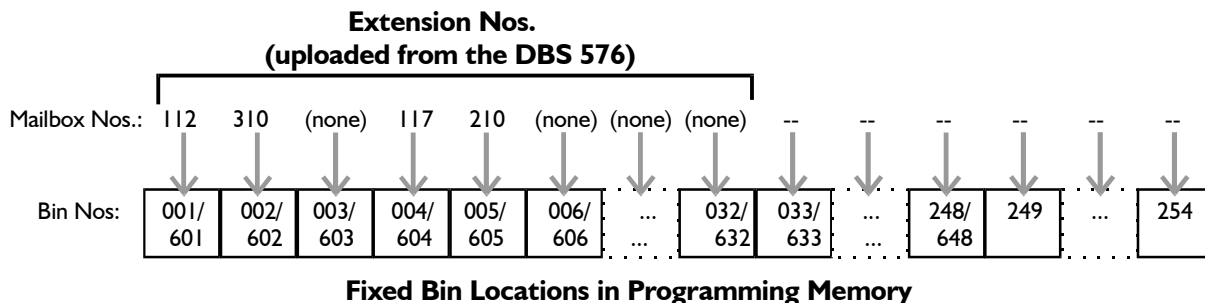 Extension Nos.
(uploaded from the DBS 576)
Mailbox Nos.: 112 310 (none) 117 210 (none) (none) (none) -- -- -- -- -- --
Bin Nos: 001/ 002/ 003/ 004/ 005/ 006/ ... 032/ 033/ ... 248/ 249 ... 254
601 602 603 604 605 606 ... 632 633 ... 648
Fixed Bin Locations in Programming Memory